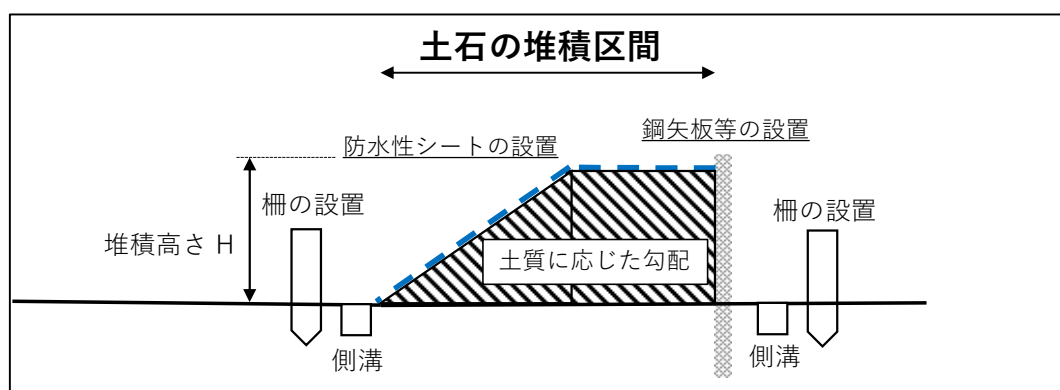 土石の堆積区間
鋼矢板等の設置
防水性シートの設置
柵の設置
柵の設置
堆積高さ H
土質に応じた勾配
側溝
側溝